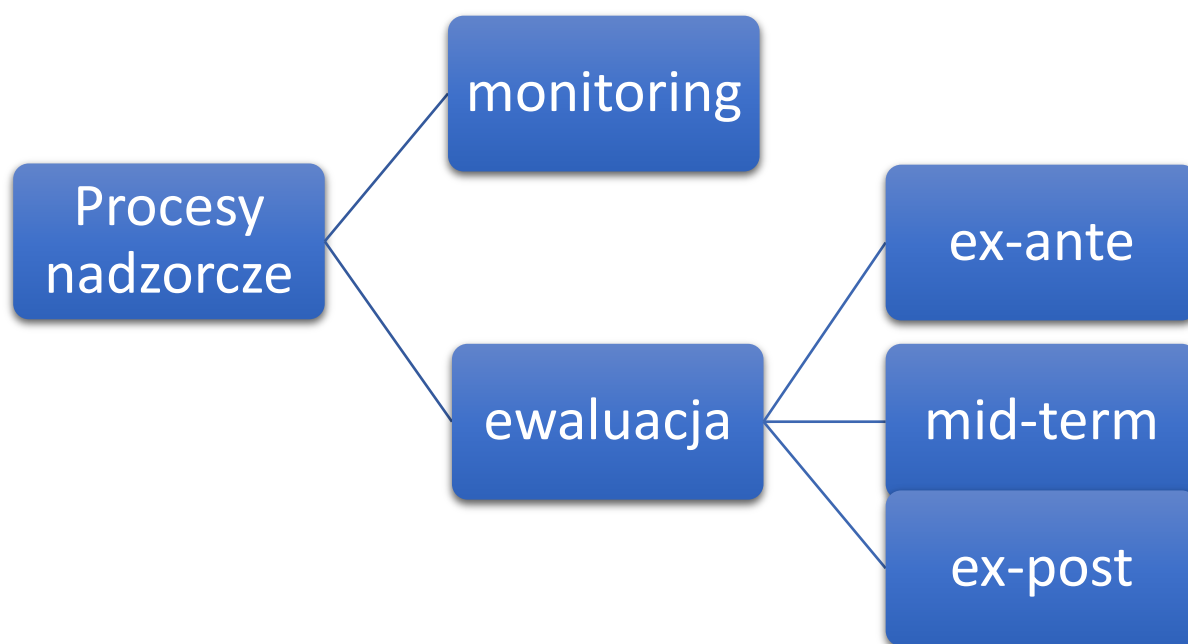 monitoring
Procesy
nadzorcze
ex-ante
ewaluacja
mid-term
ex-post